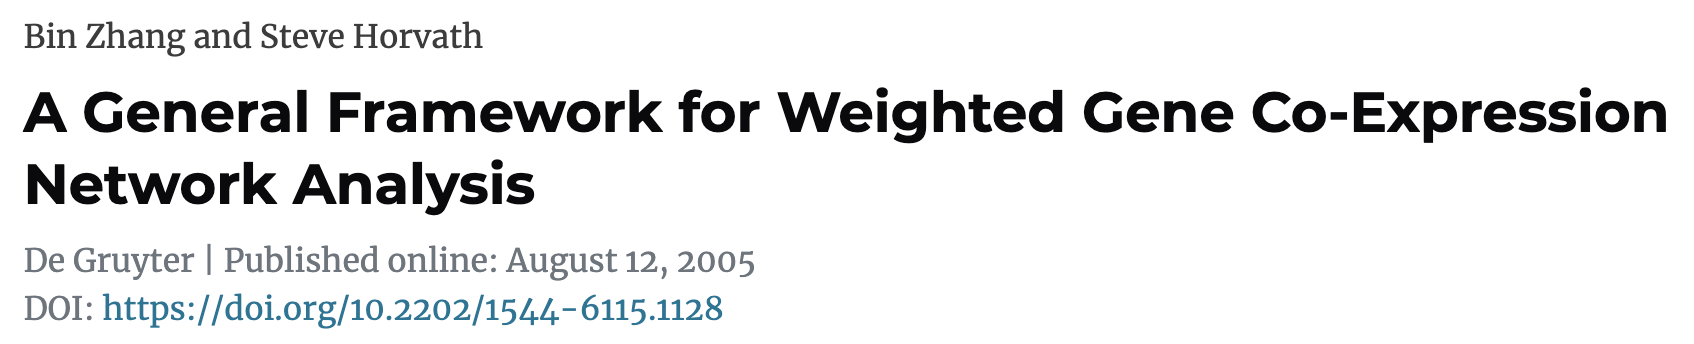 Bin Zhang and Steve Horvath
A General Framework for Weighted Gene Co-Expression
Network Analysis
De Gruyter | Published online: August 12, 2005
DOI: https://doi.org/10.2202/1544-6115.1128